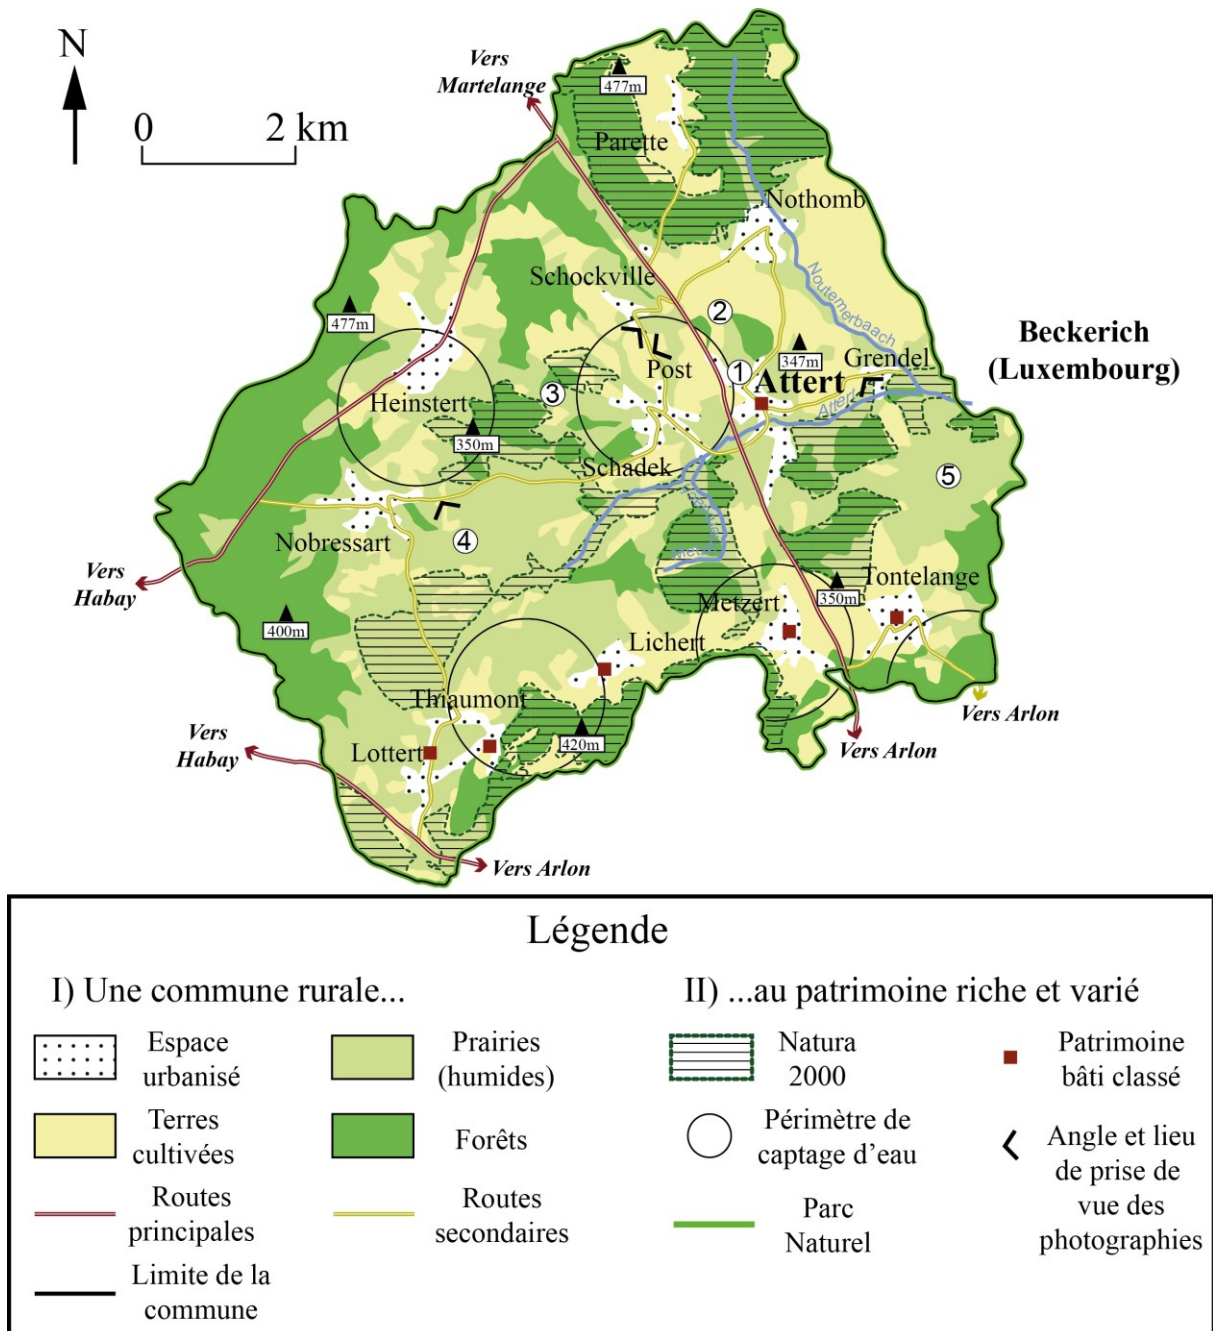 N
0 2 km
Vers
Martelange
477m
Parette
Nothomb
Noutemerbaach
Schockville
477m
2
347m
Beckerich
(Luxembourg)
Grendel
1
Attert
Post
3
Heinstert
Attert
350m
Schadek
5
Nobressart
4
Vers
Habay
Tontelange
350m
Metzert
400m
Lichert
Thiaumont
Vers
Habay
Lottert
420m
Vers Arlon
Vers Arlon
Vers Arlon
Légende
I) Une commune rurale...
Espace
urbanisé
Prairies
(humides)
Terres
cultivées
Forêts
Routes
principales
Routes
secondaires
Limite de la
commune
II) ...au patrimoine riche et varié
Natura
2000
Patrimoine
bâti classé
Périmètre de
captage d’eau
Angle et lieu
de prise de
vue des
photographies
Parc
Naturel